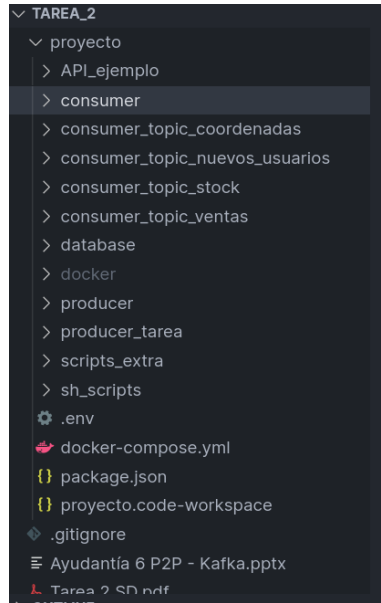 TAREA_2
proyecto
API_ejemplo
consumer
consumer_topic_coordenadas
consumer_topic_nuevos_usuarios
consumer_topic_stock
consumer_topic_ventas
database
docker
producer
producer_tarea
scripts_extra
sh_scripts
.env
docker-compose.yml
package.json
proyecto.code-workspace
.gitignore
Ayudantía 6 P2P - Kafka.pptx
Tarea 2 SD.pdf